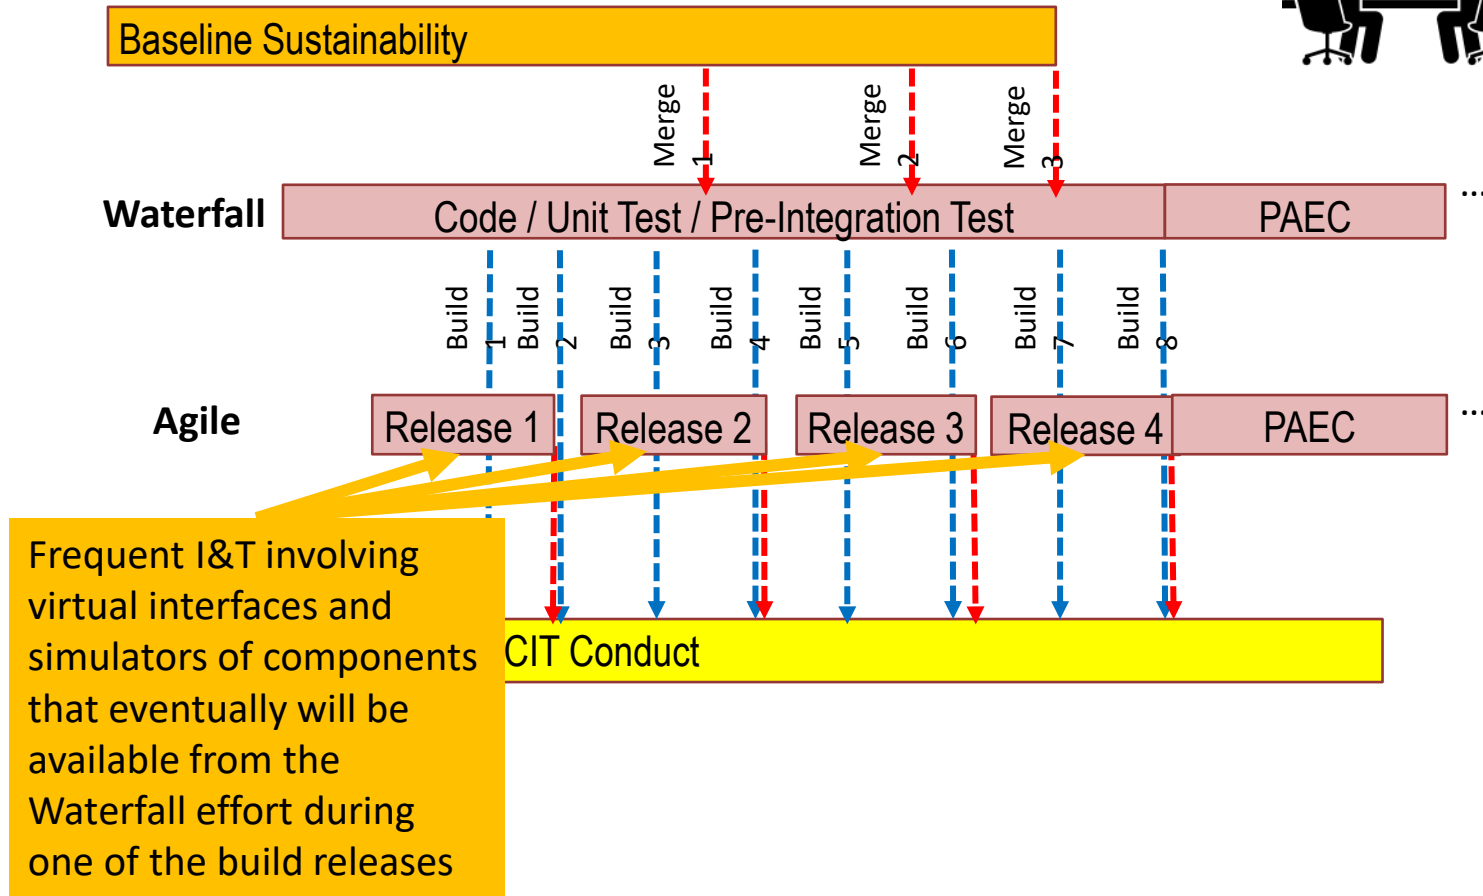 Baseline Sustainability
Merge 1
Merge 2
Merge 3
Waterfall
Code / Unit Test / Pre-Integration Test
PAEC
...
Build 1
Build 2
Build 3
Build 4
Build 5
Build 6
Build 7
Build 8
Agile
Release 1
Release 2
Release 3
Release 4
PAEC
...
Frequent I&T involving
virtual interfaces and
simulators of components
that eventually will be
available from the
Waterfall effort during
one of the build releases
CIT Conduct